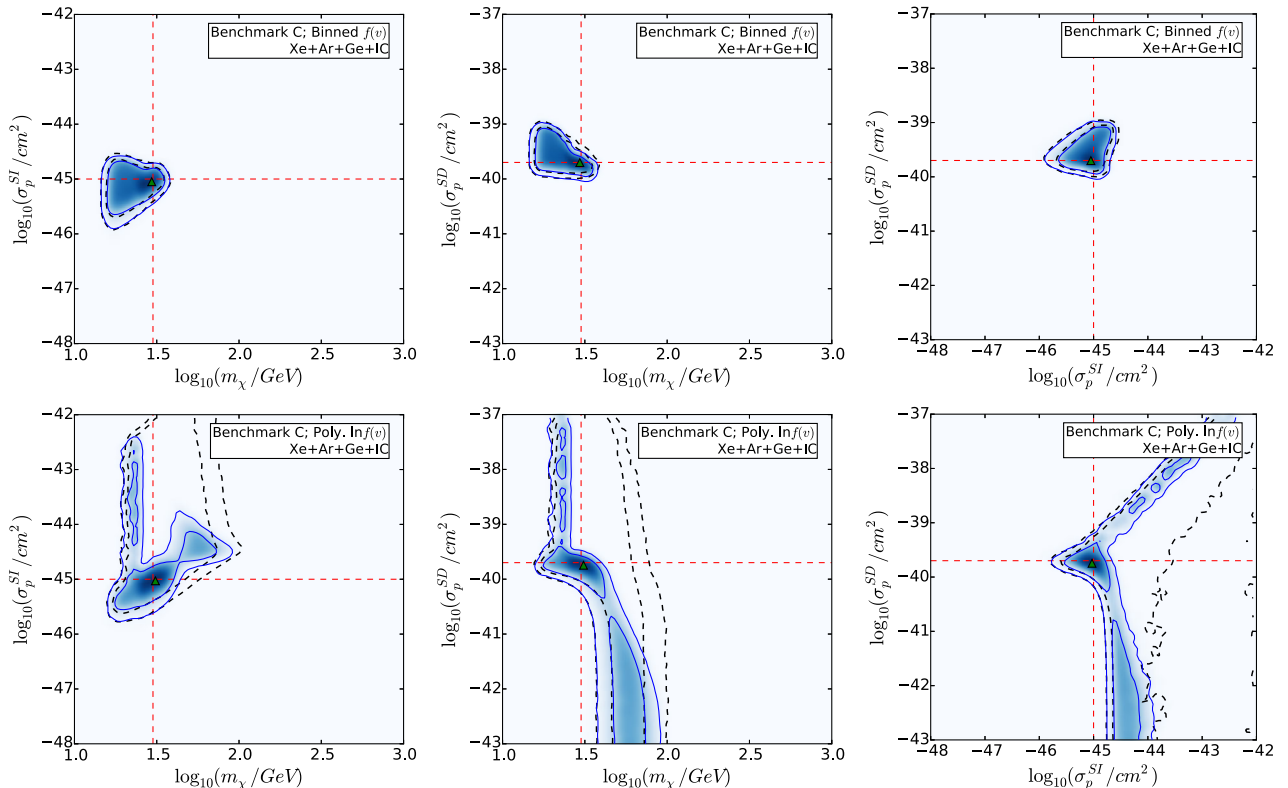 −42
−43
−44
−45
−46
−47
−48
log₁₀(σₚ^SI/cm²)
Benchmark C; Binned f(v)
Xe+Ar+Ge+IC
1.0 1.5 2.0 2.5 3.0
log₁₀(m_χ/GeV)
−37
−38
−39
−40
−41
−42
−43
log₁₀(σₚ^SD/cm²)
Benchmark C; Binned f(v)
Xe+Ar+Ge+IC
1.0 1.5 2.0 2.5 3.0
log₁₀(m_χ/GeV)
−37
−38
−39
−40
−41
−42
−43
log₁₀(σₚ^SD/cm²)
Benchmark C; Binned f(v)
Xe+Ar+Ge+IC
−48 −47 −46 −45 −44 −43 −42
log₁₀(σₚ^SI/cm²)
−42
−43
−44
−45
−46
−47
−48
log₁₀(σₚ^SI/cm²)
Benchmark C; Poly. ln f(v)
Xe+Ar+Ge+IC
1.0 1.5 2.0 2.5 3.0
log₁₀(m_χ/GeV)
−37
−38
−39
−40
−41
−42
−43
log₁₀(σₚ^SD/cm²)
Benchmark C; Poly. ln f(v)
Xe+Ar+Ge+IC
1.0 1.5 2.0 2.5 3.0
log₁₀(m_χ/GeV)
−37
−38
−39
−40
−41
−42
−43
log₁₀(σₚ^SD/cm²)
Benchmark C; Poly. ln f(v)
Xe+Ar+Ge+IC
−48 −47 −46 −45 −44 −43 −42
log₁₀(σₚ^SI/cm²)